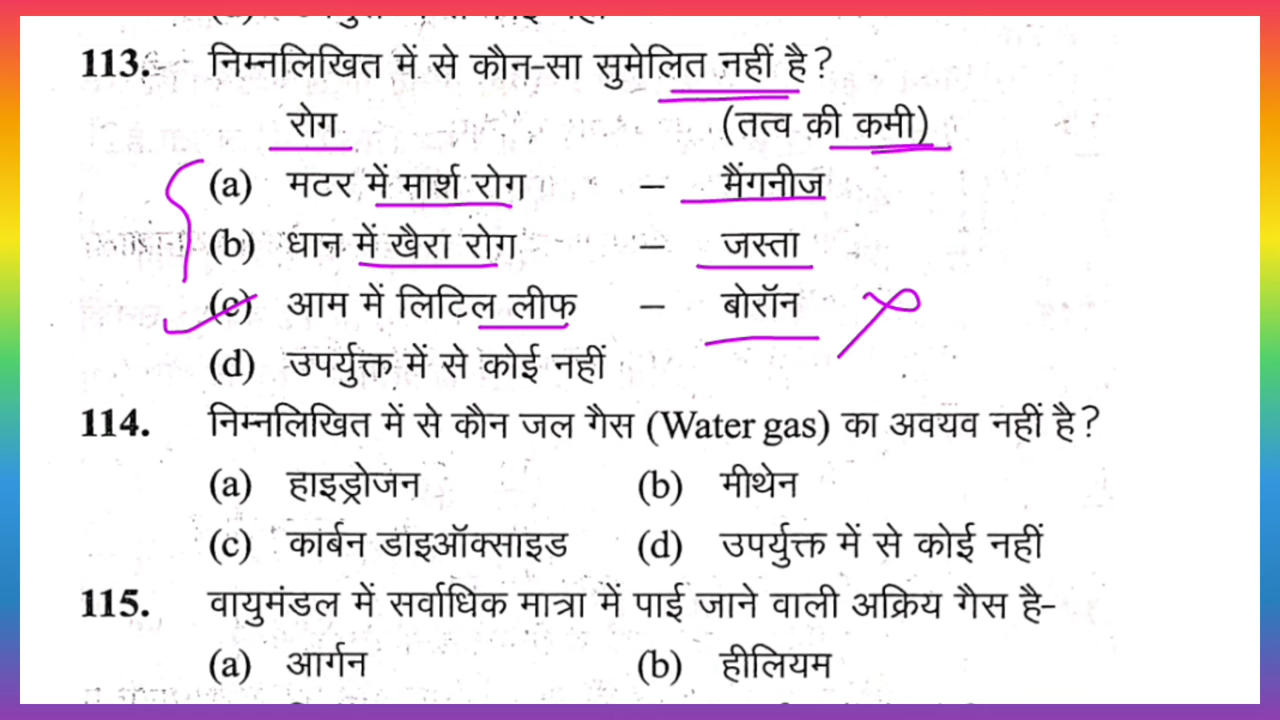 113. निम्नलिखित में से कौन-सा सुमेलित नहीं है?
रोग (तत्व की कमी)
(a) मटर में मार्श रोग – मैंगनीज
(b) धान में खैरा रोग – जस्ता
(c) आम में लिटिल लीफ – बोरॉन
(d) उपर्युक्त में से कोई नहीं
114. निम्नलिखित में से कौन जल गैस (Water gas) का अवयव नहीं है?
(a) हाइड्रोजन (b) मीथेन
(c) कार्बन डाइऑक्साइड (d) उपर्युक्त में से कोई नहीं
115. वायुमंडल में सर्वाधिक मात्रा में पाई जाने वाली अक्रिय गैस है-
(a) आर्गन (b) हीलियम